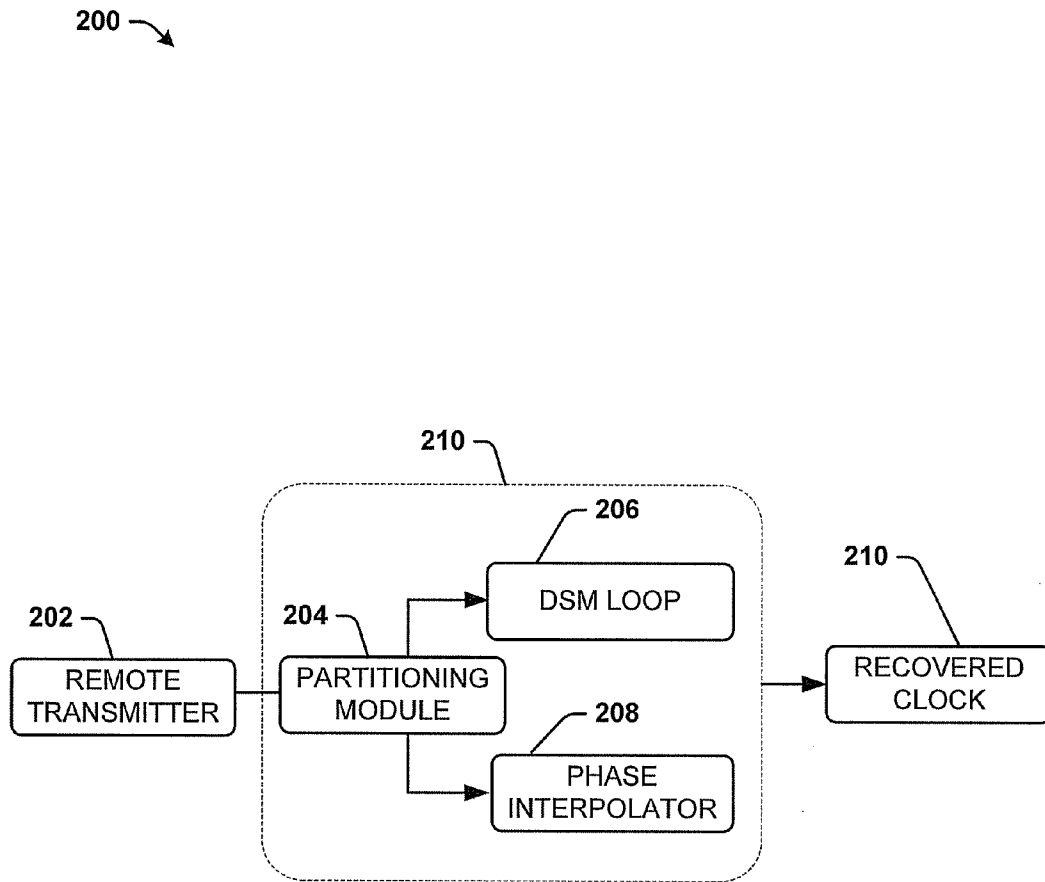 200
210
206
DSM LOOP
210
202
204
REMOTE
TRANSMITTER
PARTITIONING
MODULE
RECOVERED
CLOCK
208
PHASE
INTERPOLATOR